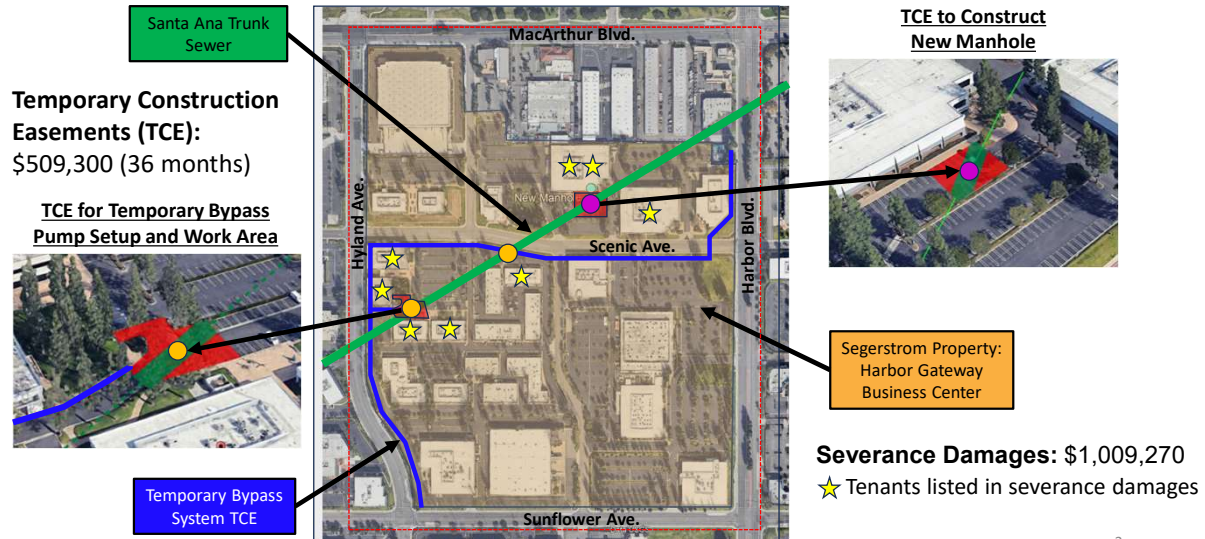 Santa Ana Trunk
Sewer
Temporary Construction
Easements (TCE):
$509,300 (36 months)
TCE for Temporary Bypass
Pump Setup and Work Area
Temporary Bypass
System TCE
MacArthur Blvd.
Hyland Ave.
New Manhol
Scenic Ave.
Harbor Blvd.
Sunflower Ave.
TCE to Construct
New Manhole
Segerstrom Property:
Harbor Gateway
Business Center
Severance Damages: $1,009,270
Tenants listed in severance damages